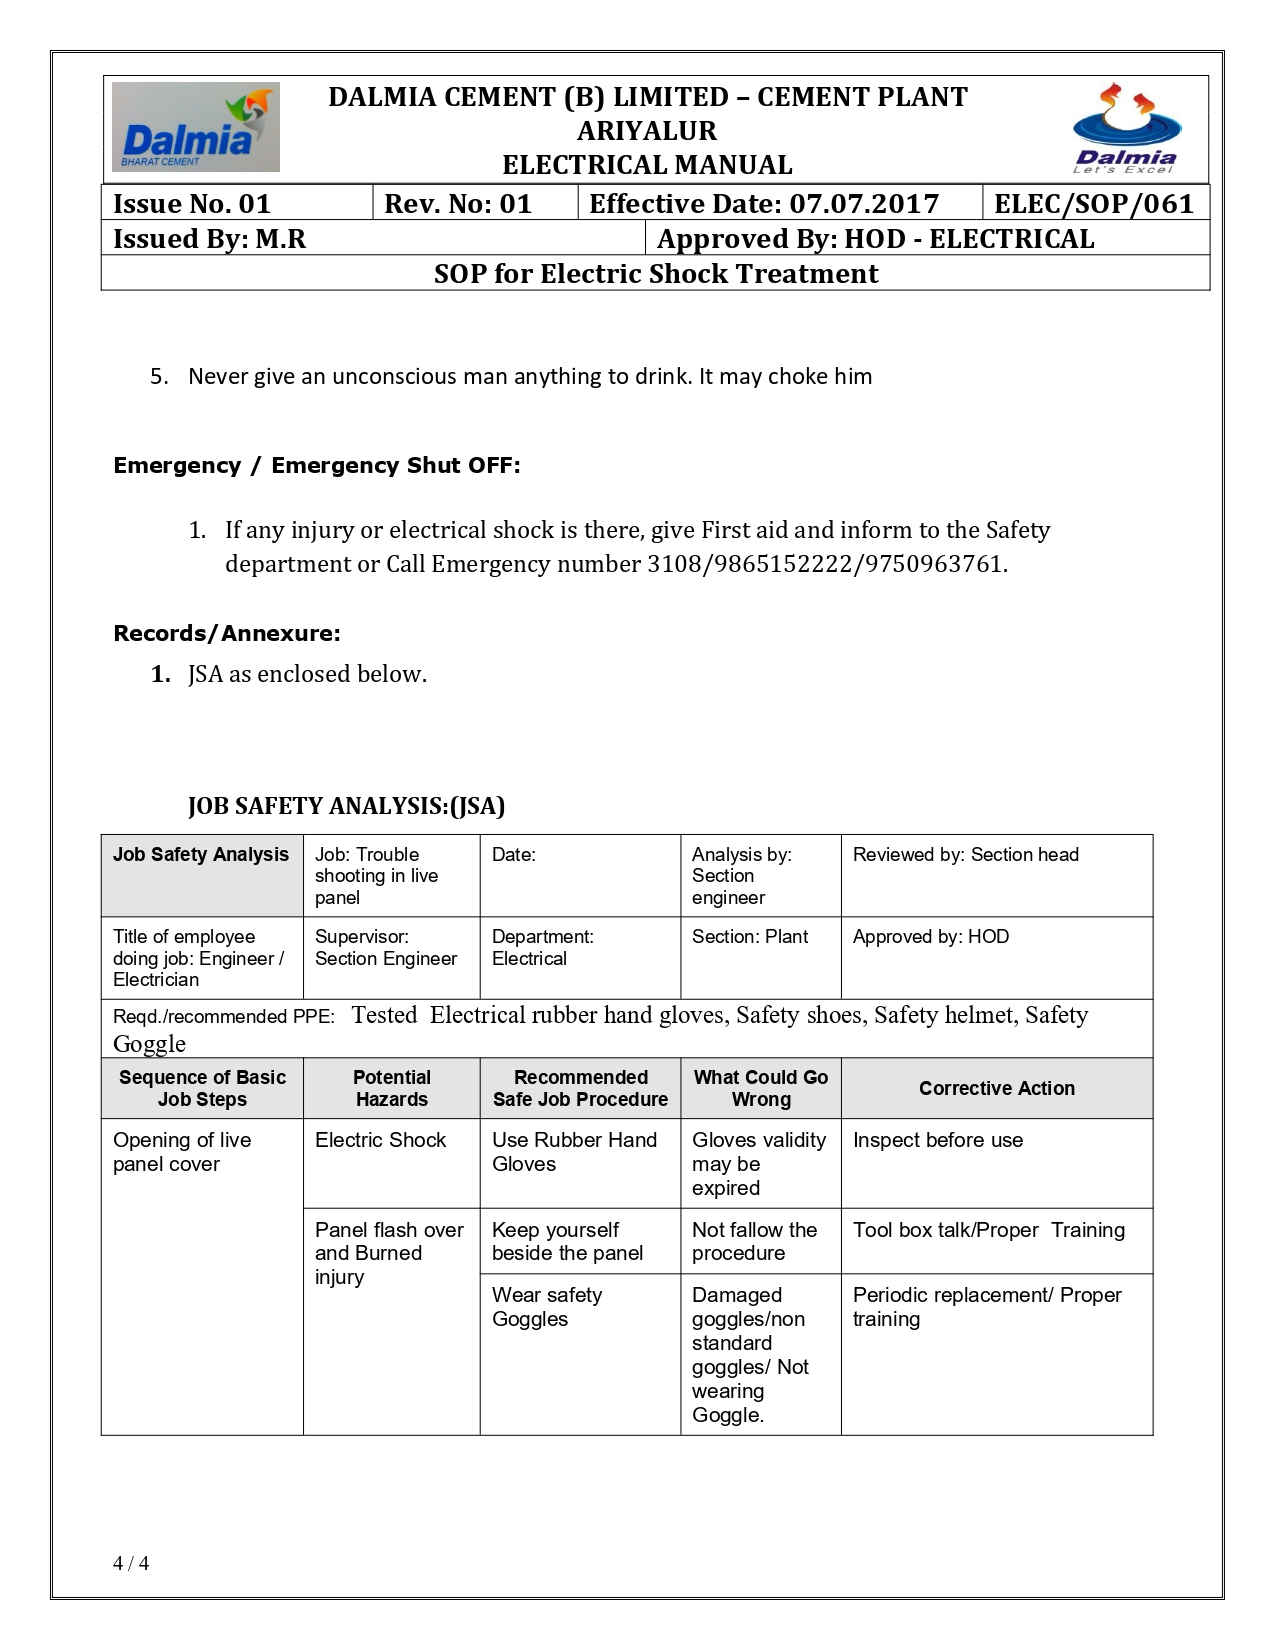 Dalmia
BHARAT CEMENT
DALMIA CEMENT (B) LIMITED – CEMENT PLANT
ARIYALUR
ELECTRICAL MANUAL
Dalmia
Let's Excel
Issue No. 01 Rev. No: 01 Effective Date: 07.07.2017 ELEC/SOP/061
Issued By: M.R Approved By: HOD - ELECTRICAL
SOP for Electric Shock Treatment
5. Never give an unconscious man anything to drink. It may choke him
Emergency / Emergency Shut OFF:
1. If any injury or electrical shock is there, give First aid and inform to the Safety
department or Call Emergency number 3108/9865152222/9750963761.
Records/Annexure:
1. JSA as enclosed below.
JOB SAFETY ANALYSIS:(JSA)
Job Safety Analysis
Job: Trouble
shooting in live
panel
Date:
Analysis by:
Section
engineer
Reviewed by: Section head
Title of employee
doing job: Engineer /
Electrician
Supervisor:
Section Engineer
Department:
Electrical
Section: Plant
Approved by: HOD
Reqd./recommended PPE: Tested Electrical rubber hand gloves, Safety shoes, Safety helmet, Safety
Goggle
Sequence of Basic
Job Steps
Potential
Hazards
Recommended
Safe Job Procedure
What Could Go
Wrong
Corrective Action
Opening of live
panel cover
Electric Shock
Use Rubber Hand
Gloves
Gloves validity
may be
expired
Inspect before use
Panel flash over
and Burned
injury
Keep yourself
beside the panel
Not fallow the
procedure
Tool box talk/Proper Training
Wear safety
Goggles
Damaged
goggles/non
standard
goggles/ Not
wearing
Goggle.
Periodic replacement/ Proper
training
4 / 4